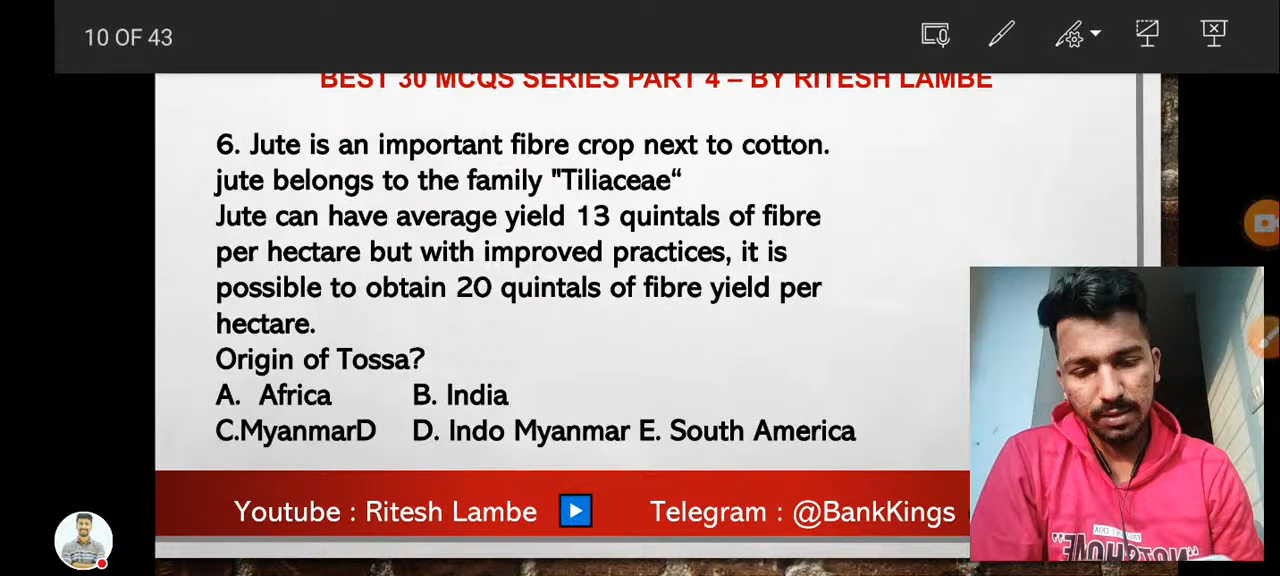 10 OF 43
BEST 30 MCQS SERIES PART 4 – BY RITESH LAMBE
6. Jute is an important fibre crop next to cotton.
jute belongs to the family "Tiliaceae“
Jute can have average yield 13 quintals of fibre
per hectare but with improved practices, it is
possible to obtain 20 quintals of fibre yield per
hectare.
Origin of Tossa?
A. Africa B. India
C.MyanmarD D. Indo Myanmar E. South America
Youtube : Ritesh Lambe Telegram : @BankKings